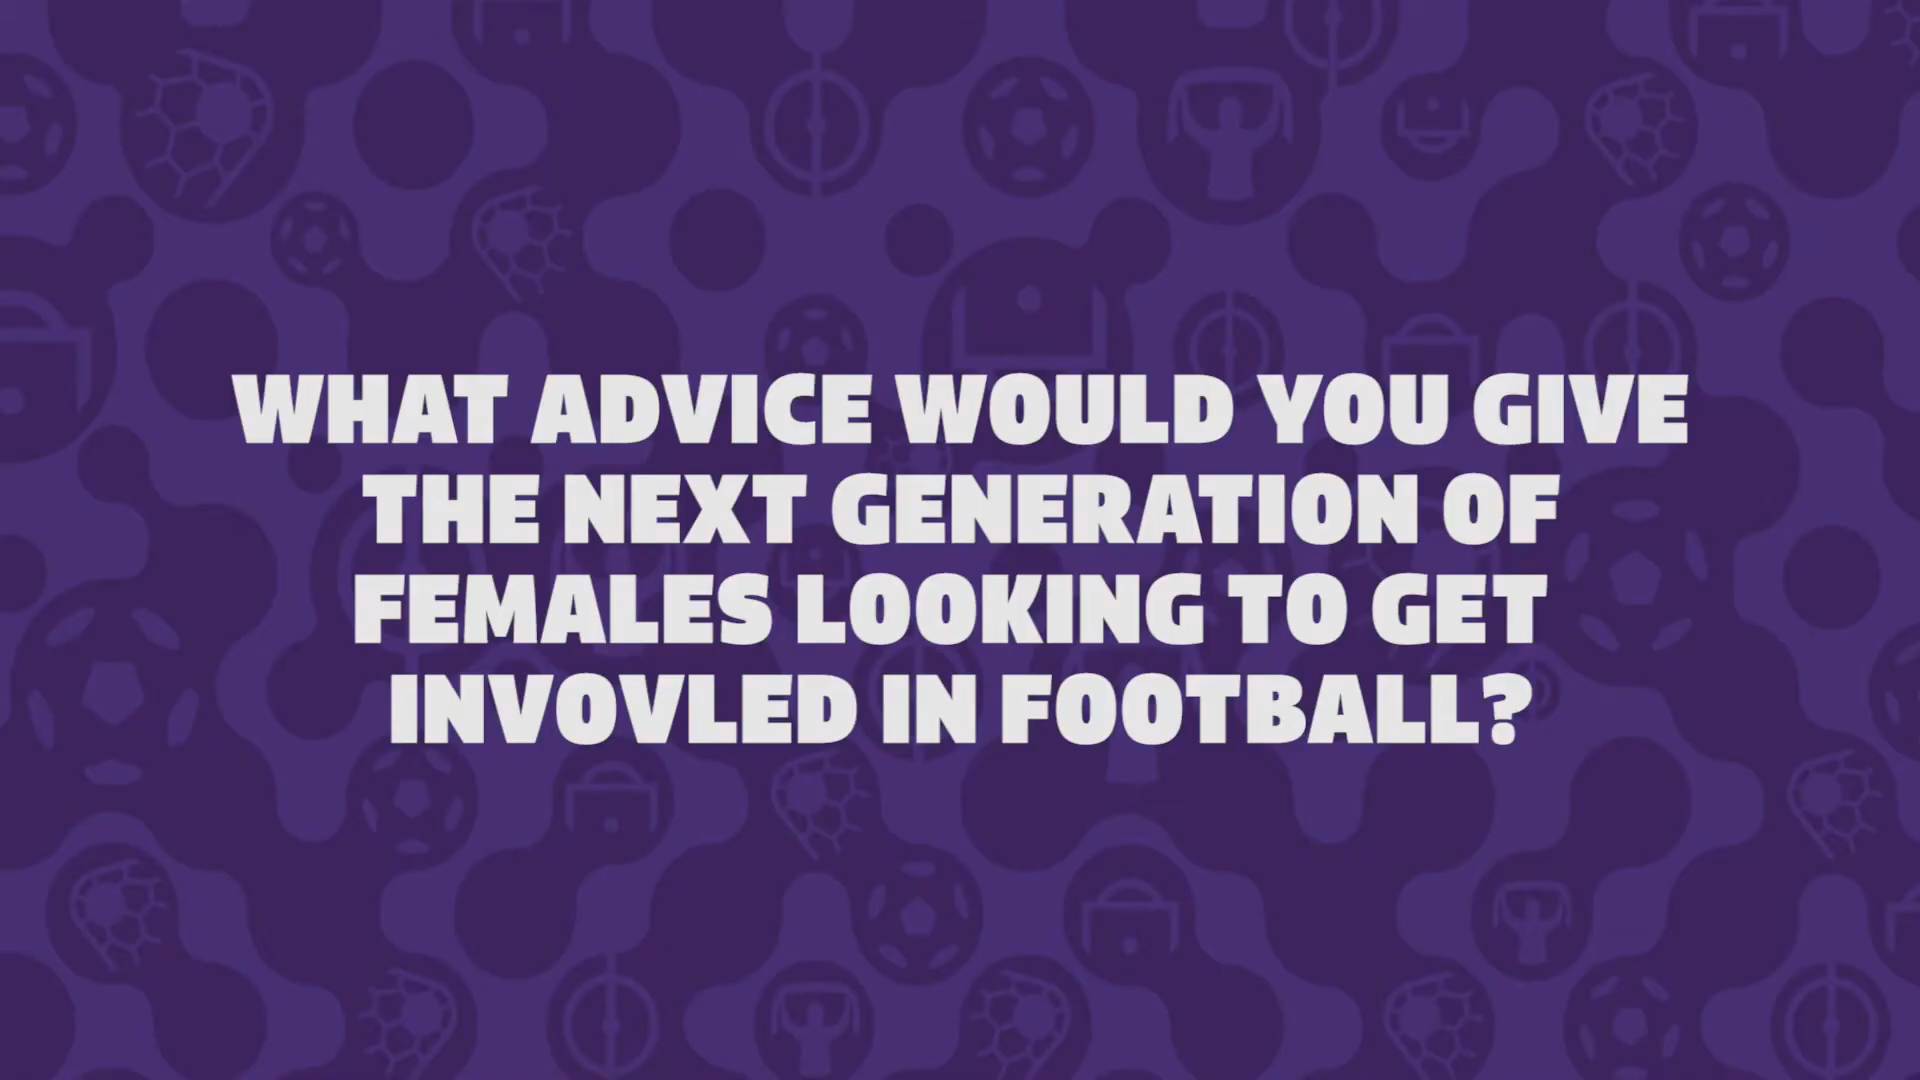 WHAT ADVICE WOULD YOU GIVE
THE NEXT GENERATION OF
FEMALES LOOKING TO GET
INVOVLED IN FOOTBALL?